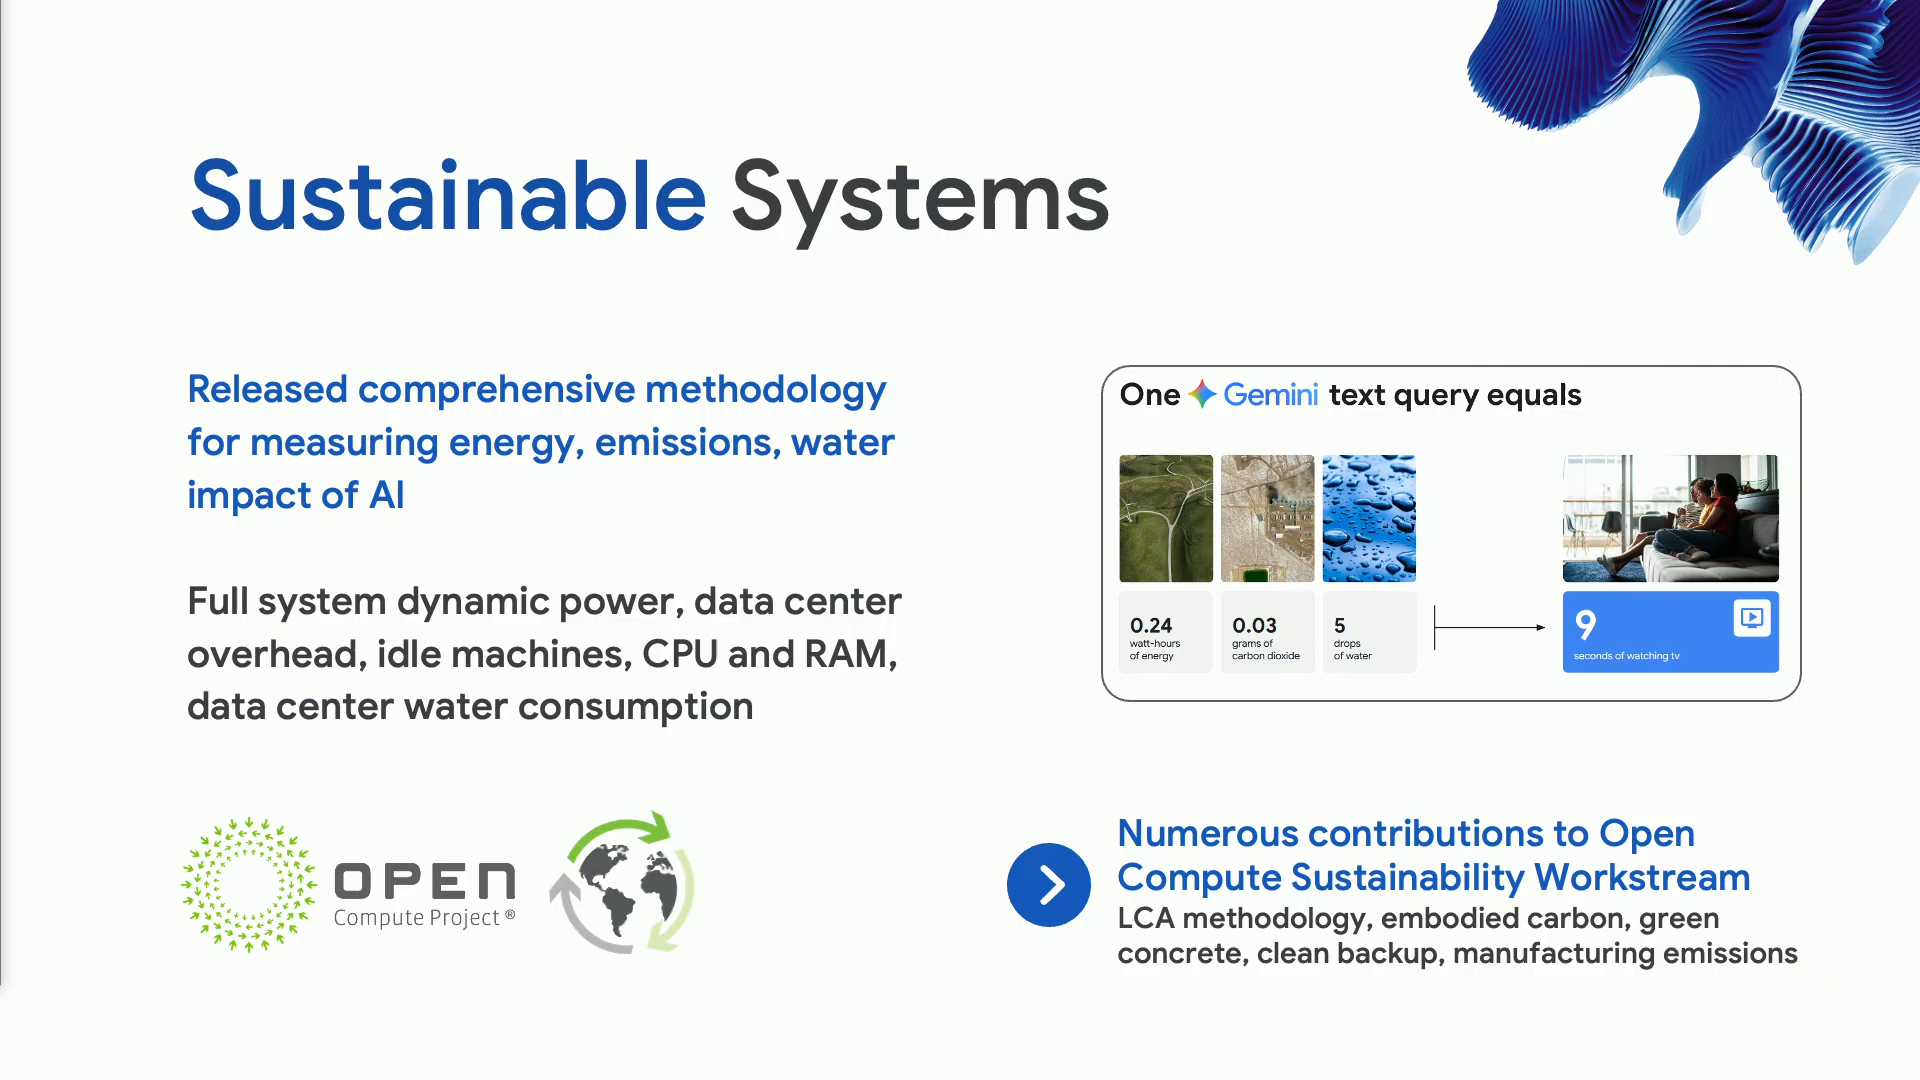 Sustainable Systems
Released comprehensive methodology
for measuring energy, emissions, water
impact of AI
Full system dynamic power, data center
overhead, idle machines, CPU and RAM,
data center water consumption
One Gemini text query equals
0.24
watt-hours
of energy
0.03
grams of
carbon dioxide
5
drops
of water
9
seconds of watching tv
OPEN
Compute Project ®
Numerous contributions to Open
Compute Sustainability Workstream
LCA methodology, embodied carbon, green
concrete, clean backup, manufacturing emissions